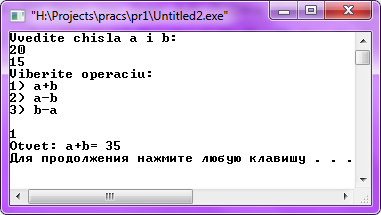 "H:\Projects\pracs\pr1\Untitled2.exe"
Vvedite chisla a i b:
20
15
Viberite operaciu:
1) a+b
2) a-b
3) b-a
1
Otvet: a+b= 35
Для продолжения нажмите любую клавишу . . .